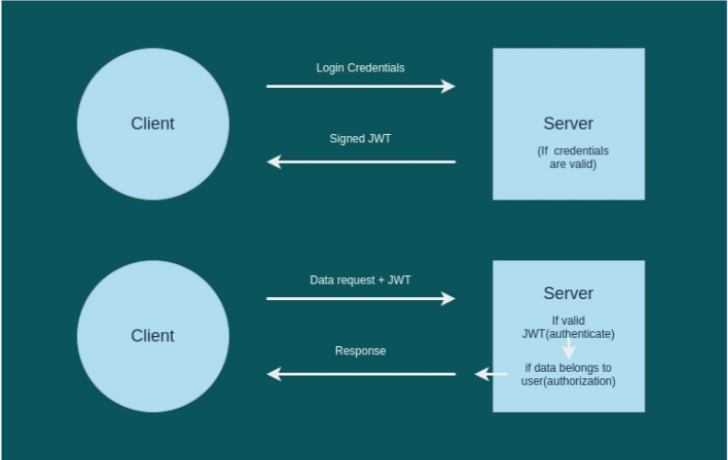 Login Credentials
Client
Server
Signed JWT
(If credentials
are valid)
Data request + JWT
Server
Client
If valid
JWT(authenticate)
Response
if data belongs to
user(authorization)